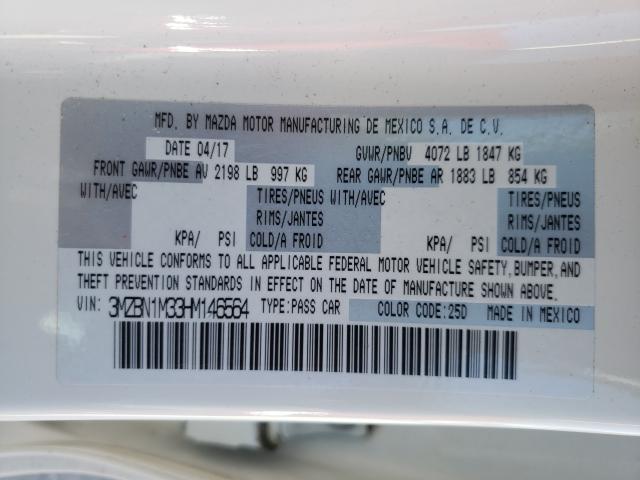 MFD. BY MAZDA MOTOR MANUFACTURING DE MEXICO S.A. DE C.V.
DATE 04/17 GVWR/PNBV 4072 LB 1847 KG
FRONT GAWR/PNBE AV 2198 LB 997 KG REAR GAWR/PNBE AR 1883 LB 854 KG
WITH/AVEC TIRES/PNEUS WITH/AVEC TIRES/PNEUS
RIMS/JANTES RIMS/JANTES
KPA/ PSI COLD/A FROID KPA/ PSI COLD/A FROID
THIS VEHICLE CONFORMS TO ALL APPLICABLE FEDERAL MOTOR VEHICLE SAFETY, BUMPER, AND
THEFT PREVENTION STANDARDS IN EFFECT ON THE DATE OF MANUFACTURE SHOWN ABOVE.
VIN: 3MZBN1M33HM146564 TYPE: PASS CAR COLOR CODE: 25D MADE IN MEXICO